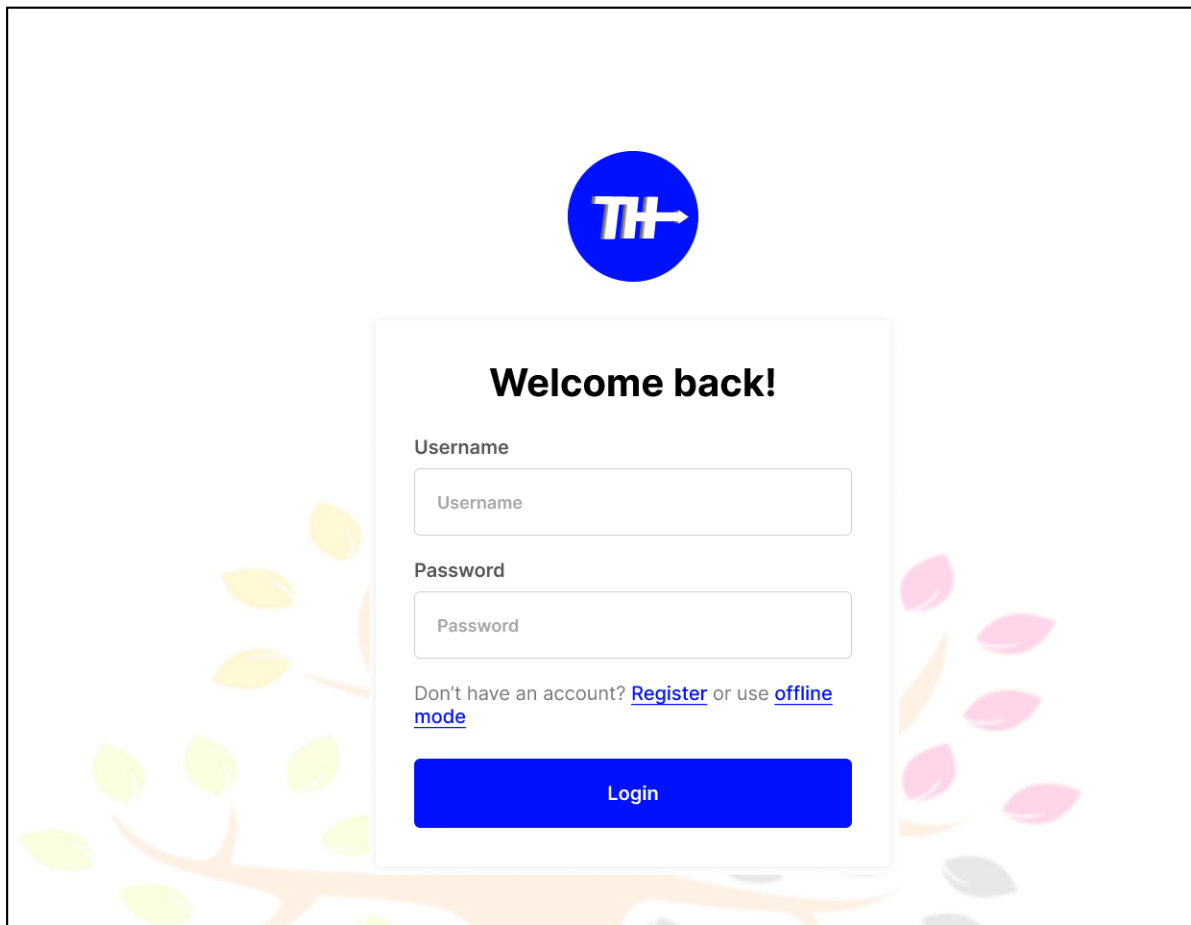 TH
Welcome back!
Username
Username
Password
Password
Don’t have an account? Register or use offline
mode
Login